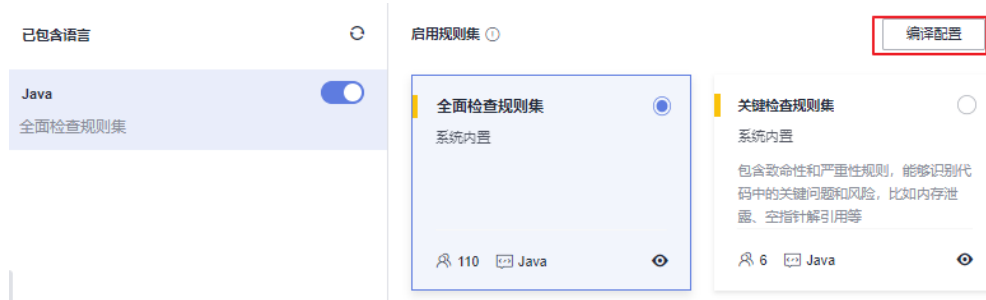 已包含语言
Java
全面检查规则集
启用规则集
编译配置
全面检查规则集
系统内置
110 Java
关键检查规则集
系统内置
包含致命性和严重性规则，能够识别代
码中的关键问题和风险，比如内存泄
露、空指针解引用等
6 Java